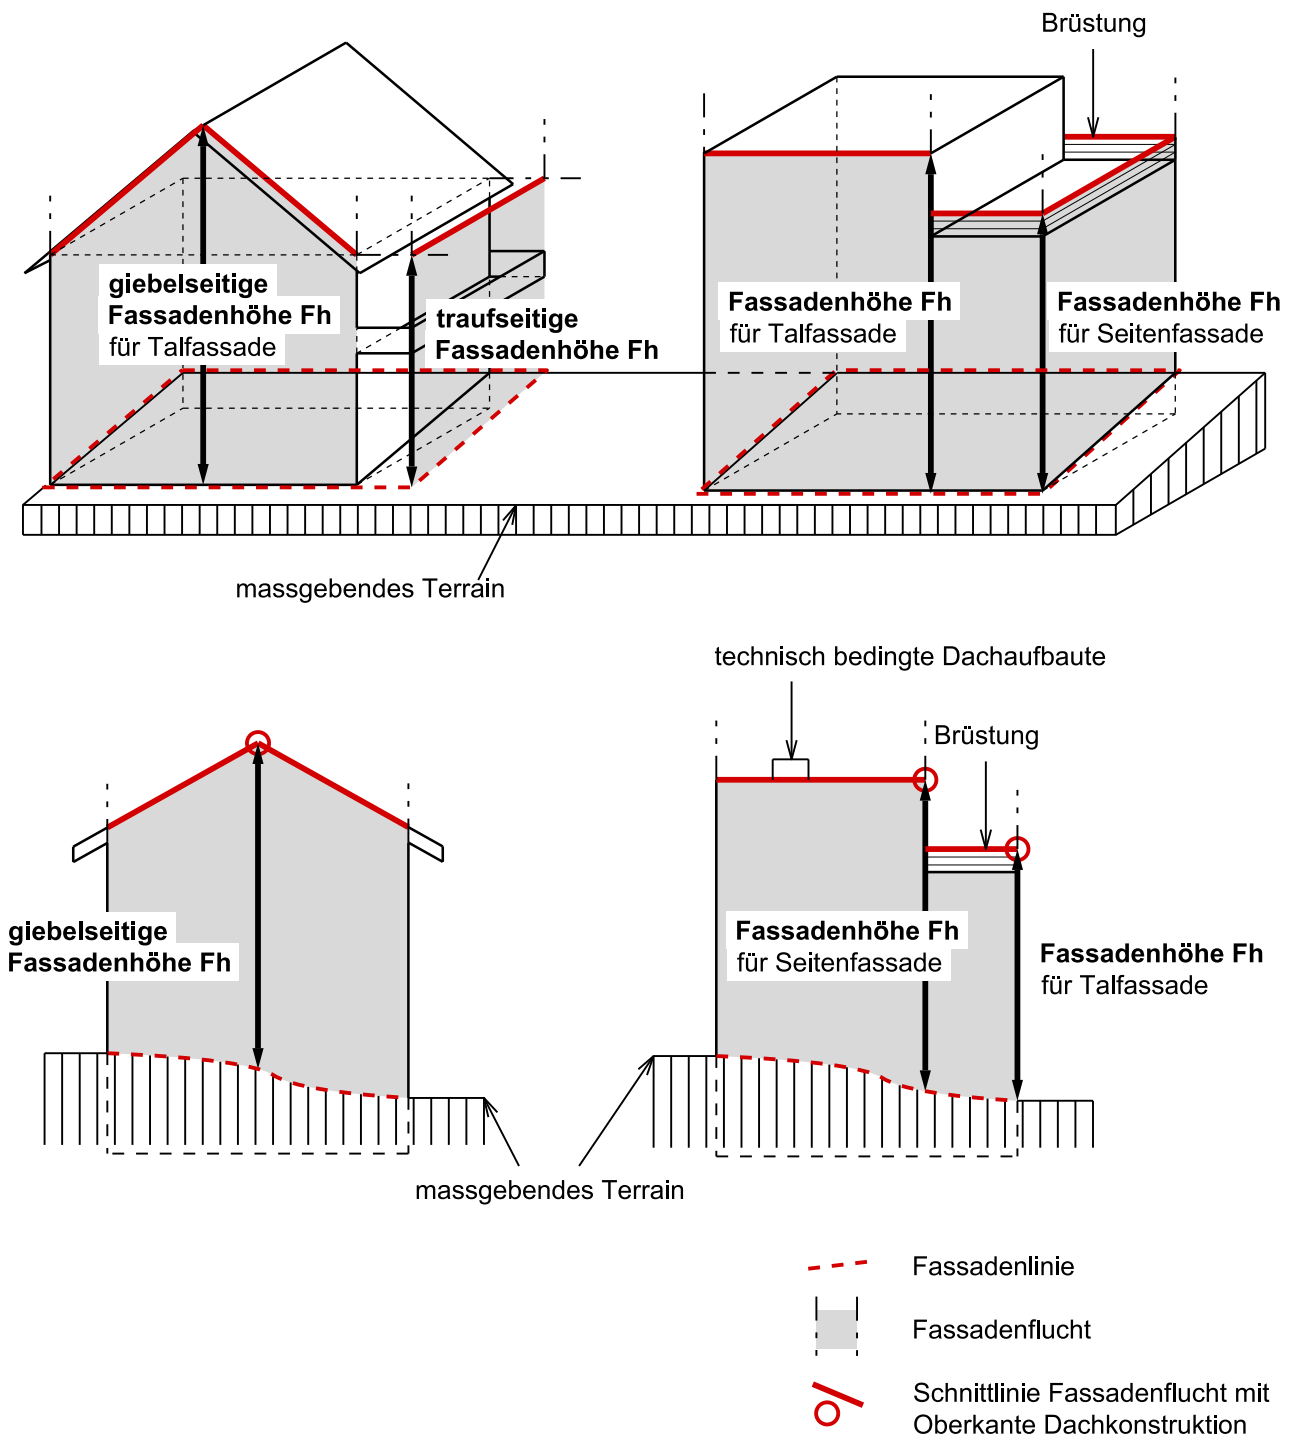 Brüstung
giebelseitige
Fassadenhöhe Fh
für Talfassade
traufseitige
Fassadenhöhe Fh
Fassadenhöhe Fh
für Talfassade
Fassadenhöhe Fh
für Seitenfassade
massgebendes Terrain
technisch bedingte Dachaufbaute
Brüstung
giebelseitige
Fassadenhöhe Fh
Fassadenhöhe Fh
für Seitenfassade
Fassadenhöhe Fh
für Talfassade
massgebendes Terrain
Fassadenlinie
Fassadenflucht
Schnittlinie Fassadenflucht mit
Oberkante Dachkonstruktion